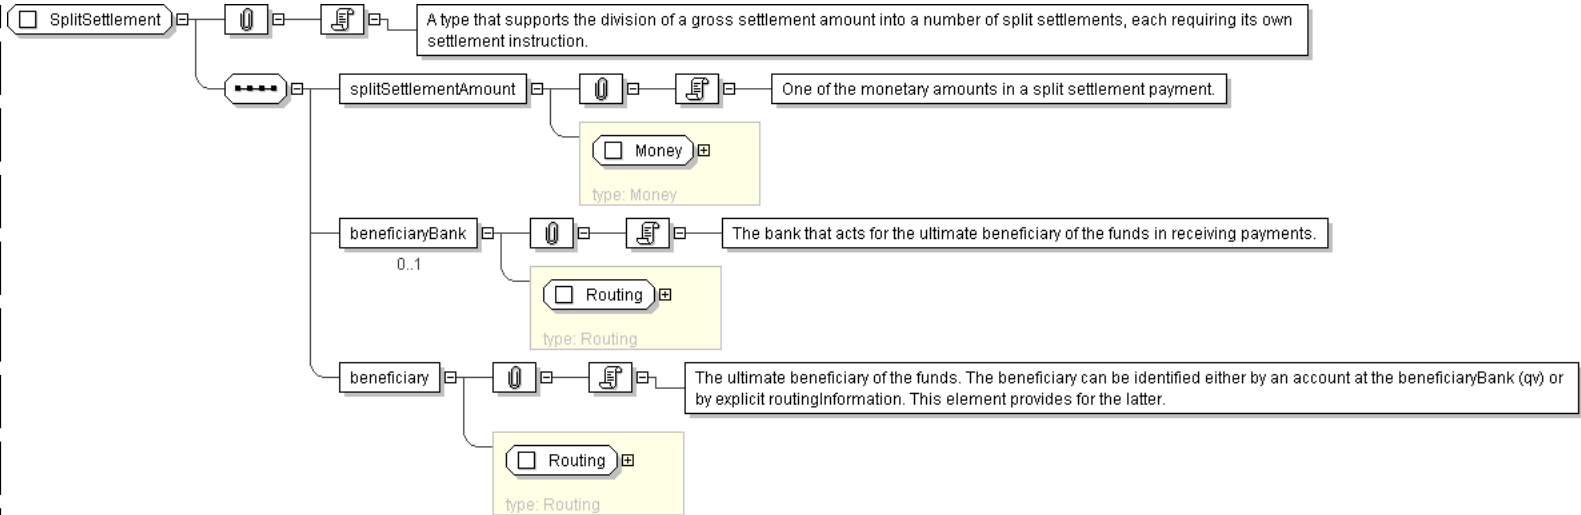 SplitSettlement
A type that supports the division of a gross settlement amount into a number of split settlements, each requiring its own
settlement instruction.
splitSettlementAmount
One of the monetary amounts in a split settlement payment.
Money
type: Money
beneficiaryBank
The bank that acts for the ultimate beneficiary of the funds in receiving payments.
0..1
Routing
type: Routing
beneficiary
The ultimate beneficiary of the funds. The beneficiary can be identified either by an account at the beneficiaryBank (qv) or
by explicit routingInformation. This element provides for the latter.
Routing
type: Routing